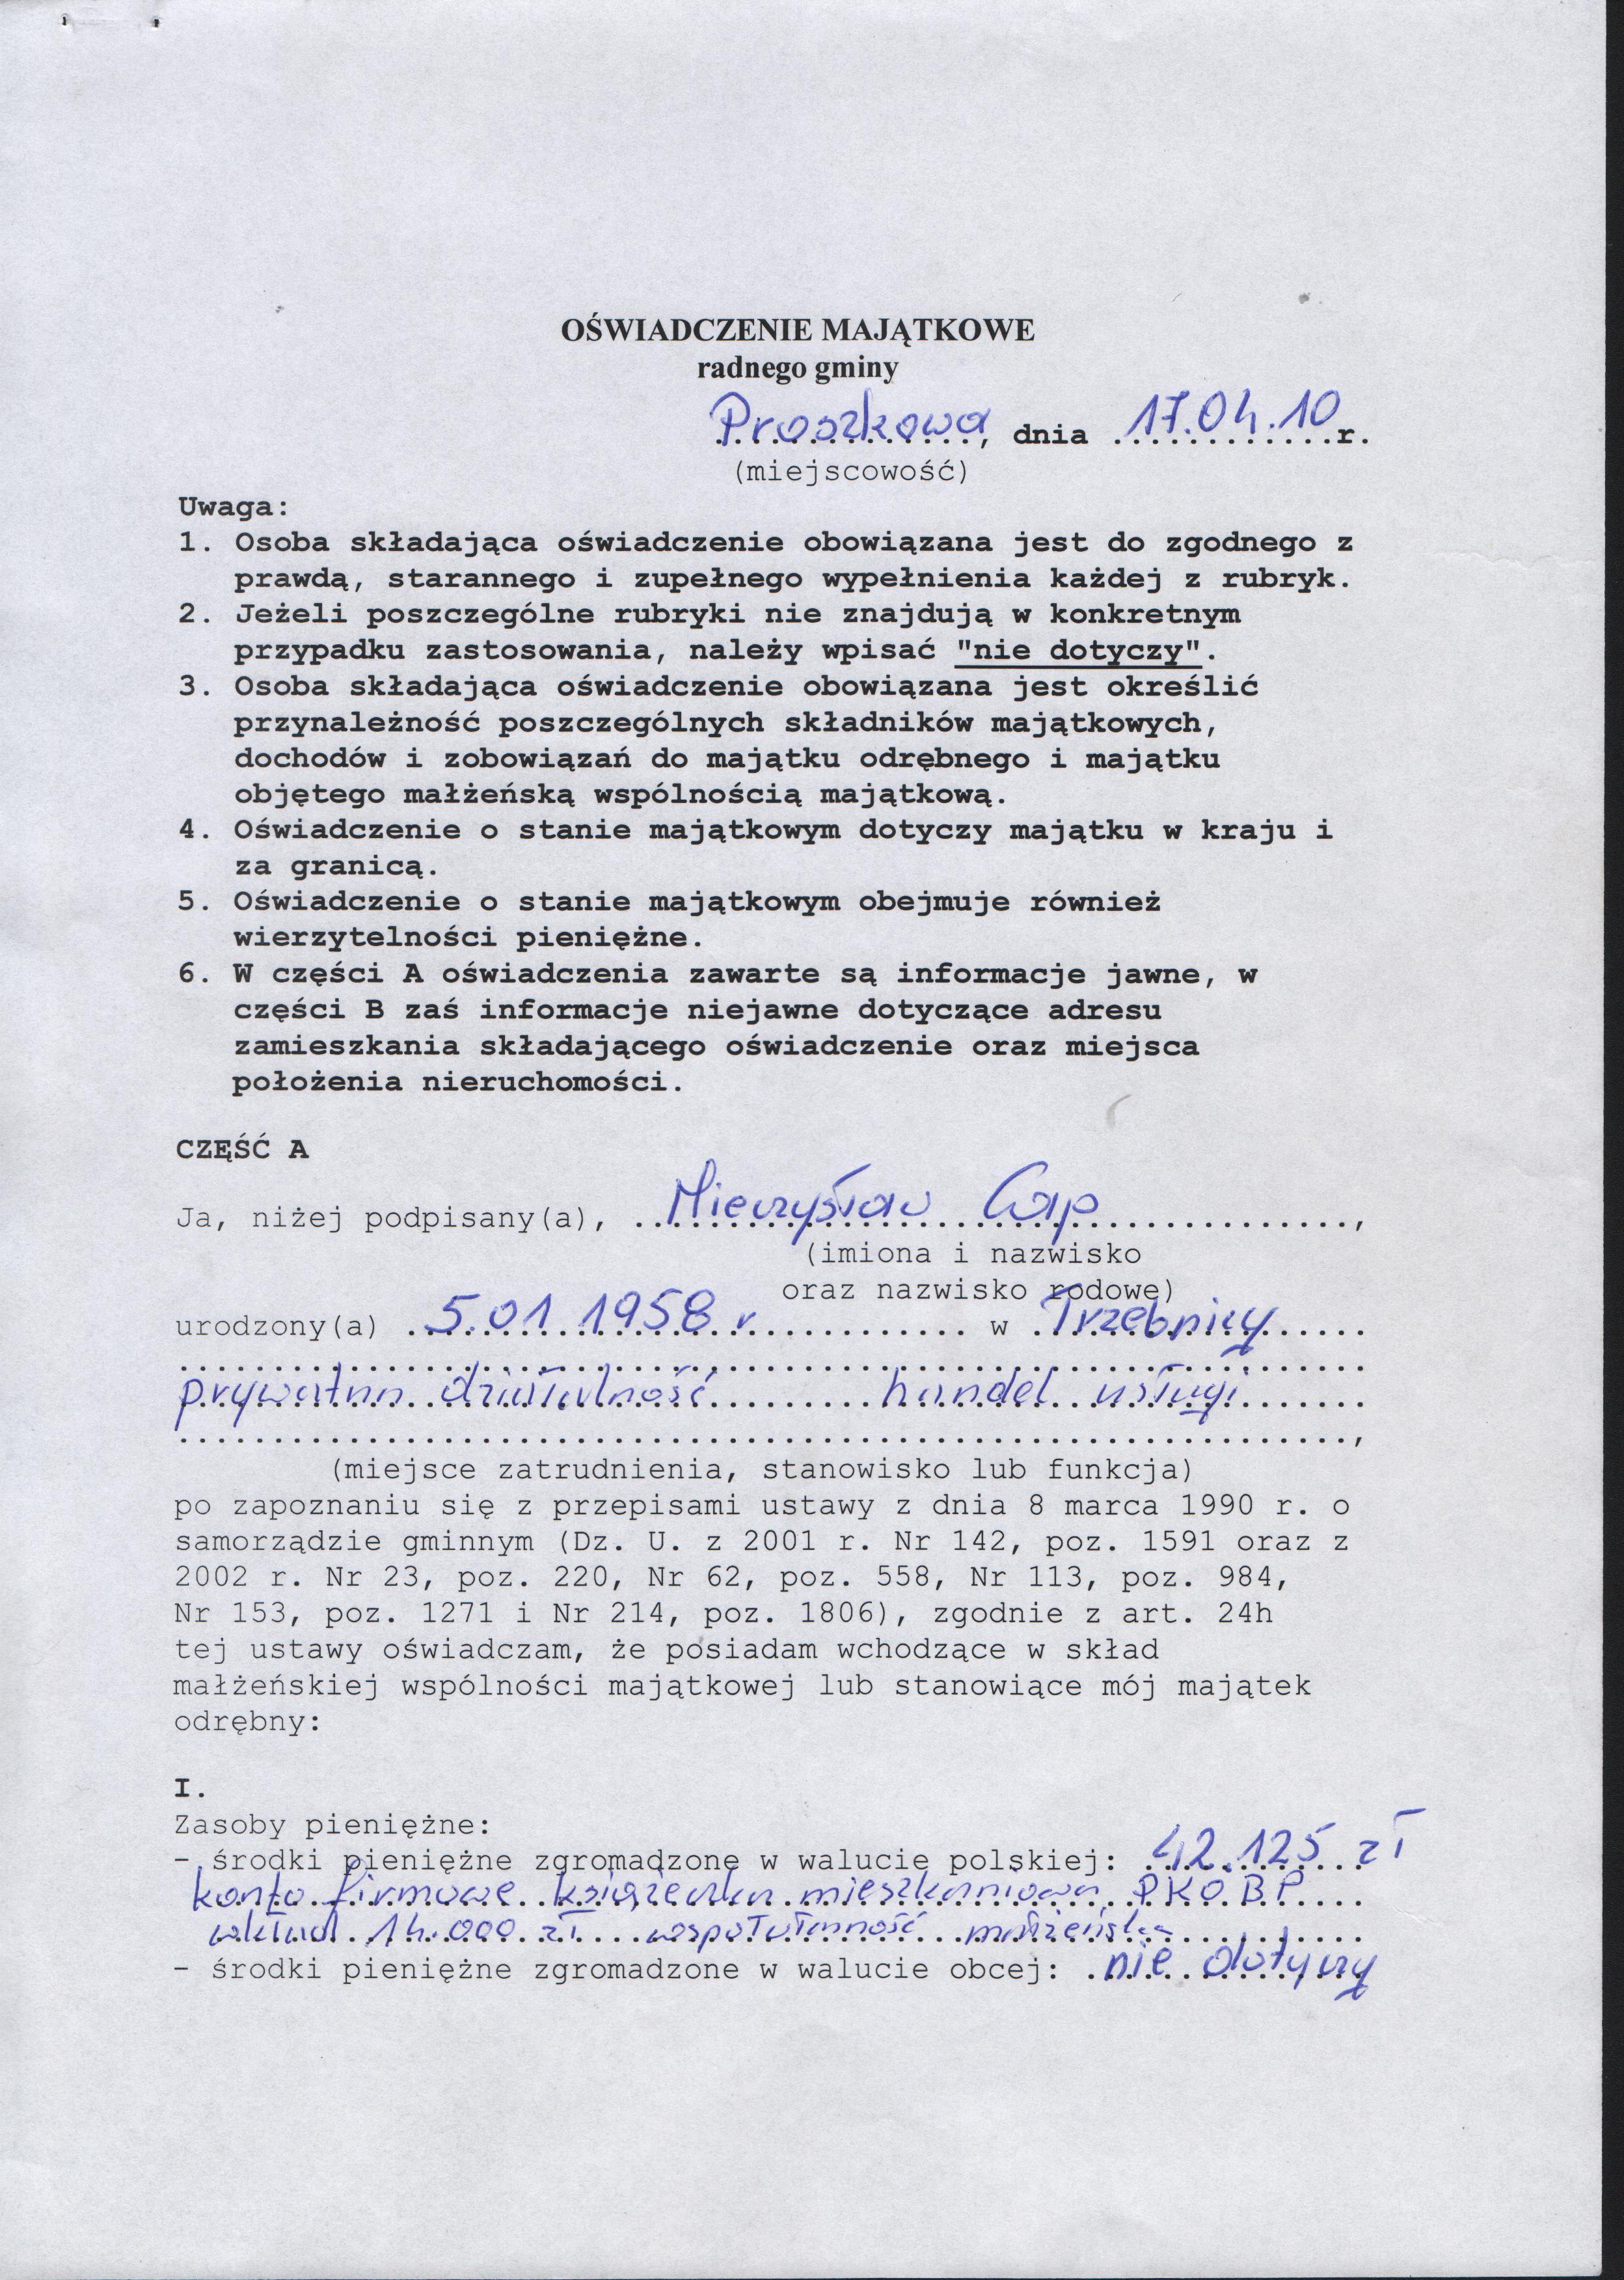 OŚWIADCZENIE MAJĄTKOWE
radnego gminy
Proszkowa, dnia 17.04.10 r.
(miejscowość)
Uwaga:
1. Osoba składająca oświadczenie obowiązana jest do zgodnego z
prawdą, starannego i zupełnego wypełnienia każdej z rubryk.
2. Jeżeli poszczególne rubryki nie znajdują w konkretnym
przypadku zastosowania, należy wpisać "nie dotyczy".
3. Osoba składająca oświadczenie obowiązana jest określić
przynależność poszczególnych składników majątkowych,
dochodów i zobowiązań do majątku odrębnego i majątku
objętego małżeńską wspólnością majątkową.
4. Oświadczenie o stanie majątkowym dotyczy majątku w kraju i
za granicą.
5. Oświadczenie o stanie majątkowym obejmuje również
wierzytelności pieniężne.
6. W części A oświadczenia zawarte są informacje jawne, w
części B zaś informacje niejawne dotyczące adresu
zamieszkania składającego oświadczenie oraz miejsca
położenia nieruchomości.
CZĘŚĆ A
Ja, niżej podpisany(a), Mieczysław Cap,
(imiona i nazwisko
oraz nazwisko rodowe)
urodzony(a) 5.01.1958 r w Trzebnicy
prywatna działalność handel usługi
(miejsce zatrudnienia, stanowisko lub funkcja)
po zapoznaniu się z przepisami ustawy z dnia 8 marca 1990 r. o
samorządzie gminnym (Dz. U. z 2001 r. Nr 142, poz. 1591 oraz z
2002 r. Nr 23, poz. 220, Nr 62, poz. 558, Nr 113, poz. 984,
Nr 153, poz. 1271 i Nr 214, poz. 1806), zgodnie z art. 24h
tej ustawy oświadczam, że posiadam wchodzące w skład
małżeńskiej wspólności majątkowej lub stanowiące mój majątek
odrębny:
I.
Zasoby pieniężne:
- środki pieniężne zgromadzone w walucie polskiej: 42.125 zł
konto firmowe książeczka mieszkaniowa PKO BP
wkład 14.000 zł małżeńska
- środki pieniężne zgromadzone w walucie obcej: nie dotyczy